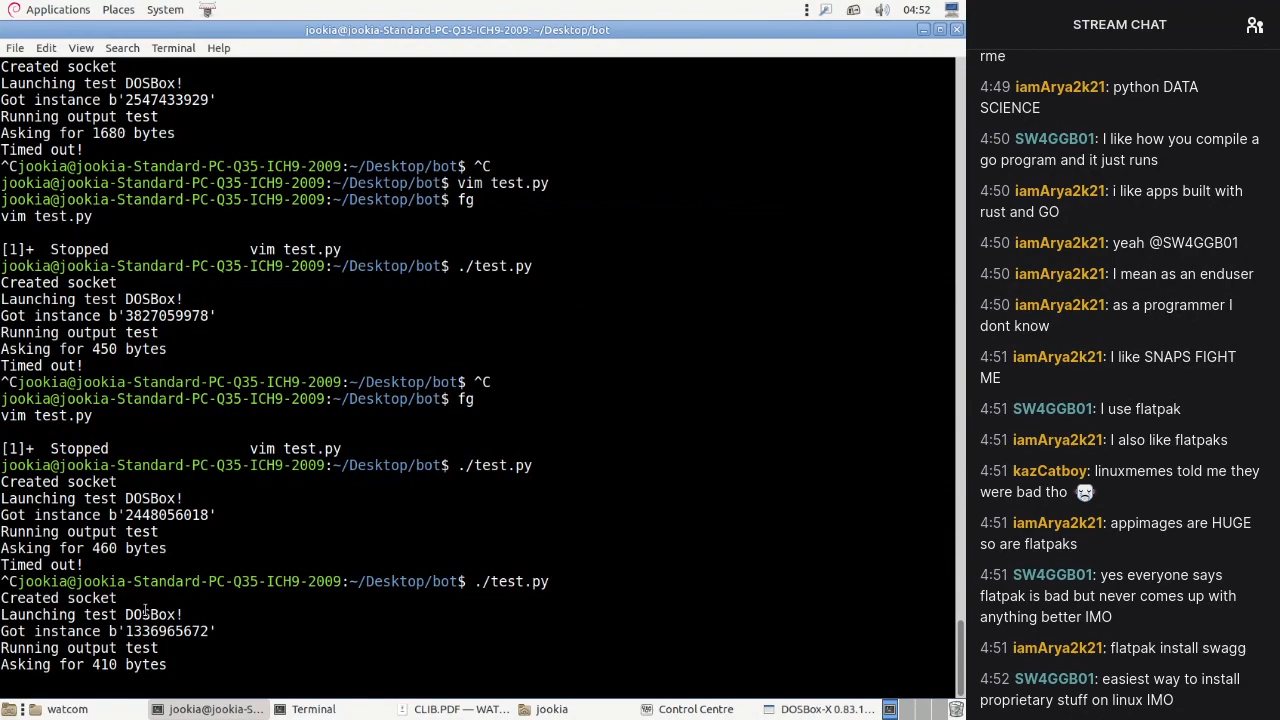 Applications Places System 04:52
jookia@jookia-Standard-PC-Q35-ICH9-2009: ~/Desktop/bot
File Edit View Search Terminal Help
Created socket
Launching test DOSBox!
Got instance b'2547433929'
Running output test
Asking for 1680 bytes
Timed out!
^Cjookia@jookia-Standard-PC-Q35-ICH9-2009:~/Desktop/bot$ ^C
jookia@jookia-Standard-PC-Q35-ICH9-2009:~/Desktop/bot$ vim test.py
jookia@jookia-Standard-PC-Q35-ICH9-2009:~/Desktop/bot$ fg
vim test.py
[1]+  Stopped                 vim test.py
jookia@jookia-Standard-PC-Q35-ICH9-2009:~/Desktop/bot$ ./test.py
Created socket
Launching test DOSBox!
Got instance b'3827059978'
Running output test
Asking for 450 bytes
Timed out!
^Cjookia@jookia-Standard-PC-Q35-ICH9-2009:~/Desktop/bot$ ^C
jookia@jookia-Standard-PC-Q35-ICH9-2009:~/Desktop/bot$ fg
vim test.py
[1]+  Stopped                 vim test.py
jookia@jookia-Standard-PC-Q35-ICH9-2009:~/Desktop/bot$ ./test.py
Created socket
Launching test DOSBox!
Got instance b'2448056018'
Running output test
Asking for 460 bytes
Timed out!
^Cjookia@jookia-Standard-PC-Q35-ICH9-2009:~/Desktop/bot$ ./test.py
Created socket
Launching test DOSBox!
Got instance b'1336965672'
Running output test
Asking for 410 bytes
watcom jookia@jookia-S... Terminal CLIB.PDF — WAT... jookia Control Centre DOSBox-X 0.83.1...
STREAM CHAT
rme
4:49 iamArya2k21: python DATA
SCIENCE
4:50 SW4GGB01: I like how you compile a
go program and it just runs
4:50 iamArya2k21: i like apps built with
rust and GO
4:50 iamArya2k21: yeah @SW4GGB01
4:50 iamArya2k21: I mean as an enduser
4:50 iamArya2k21: as a programmer I
dont know
4:51 iamArya2k21: I like SNAPS FIGHT
ME
4:51 SW4GGB01: I use flatpak
4:51 iamArya2k21: I also like flatpaks
4:51 kazCatboy: linuxmemes told me they
were bad tho
4:51 iamArya2k21: appimages are HUGE
so are flatpaks
4:51 SW4GGB01: yes everyone says
flatpak is bad but never comes up with
anything better IMO
4:51 iamArya2k21: flatpak install swagg
4:52 SW4GGB01: easiest way to install
proprietary stuff on linux IMO